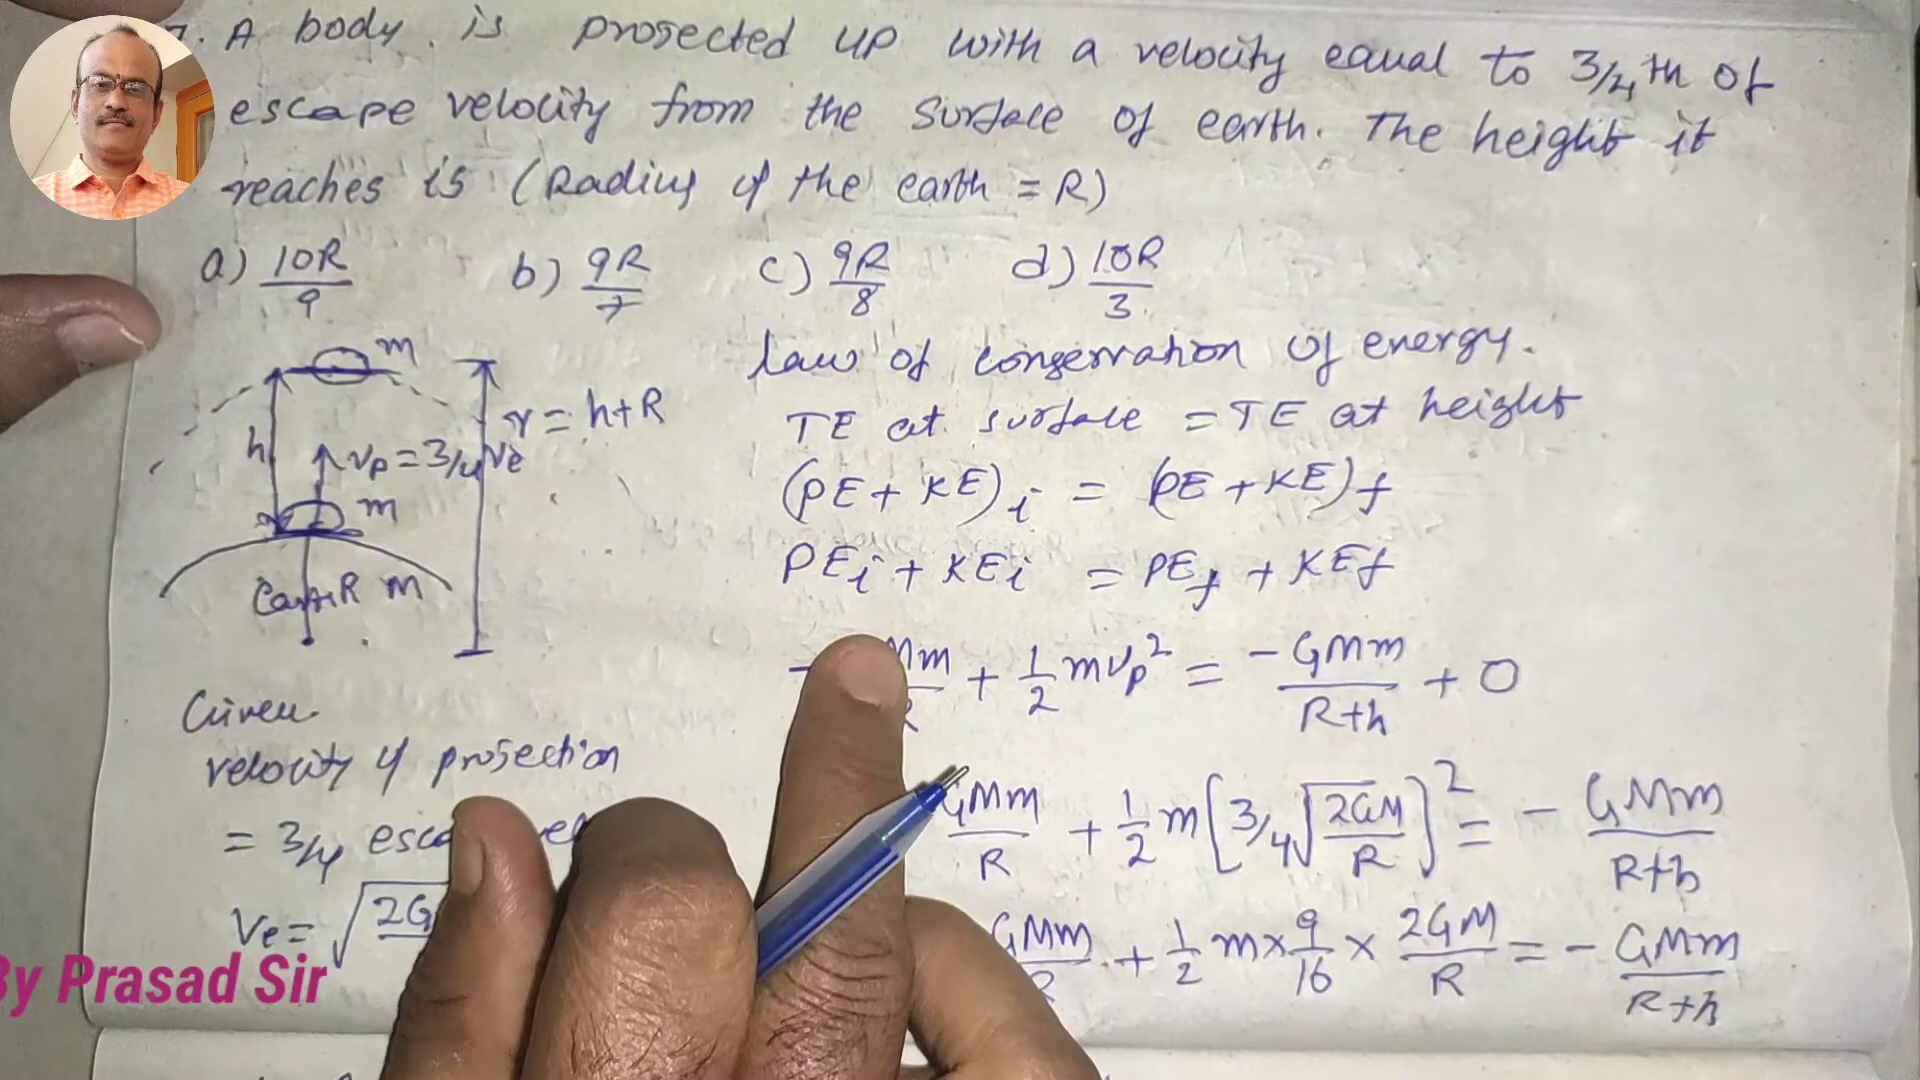 7. A body is projected up with a velocity equal to 3/4th of
escape velocity from the surface of earth. The height it
reaches is (Radius of the earth = R)
a) 10R/9 b) 9R/7 c) 9R/8 d) 10R/3
m
h
r = h+R
vp = 3/4 Ve
m
Earth R M
Law of conservation of energy.
TE at surface = TE at height
(PE + KE)i = (PE + KE)f
PEi + KEi = PEf + KEf
Mm/R + 1/2 mvp² = -GMm/R+h + 0
GMm/R + 1/2 m[3/4√2GM/R]² = - GMm/R+h
GMm/R + 1/2 m × 9/16 × 2GM/R = - GMm/R+h
Given
velocity of projection
= 3/4
Ve = √2G
By Prasad Sir